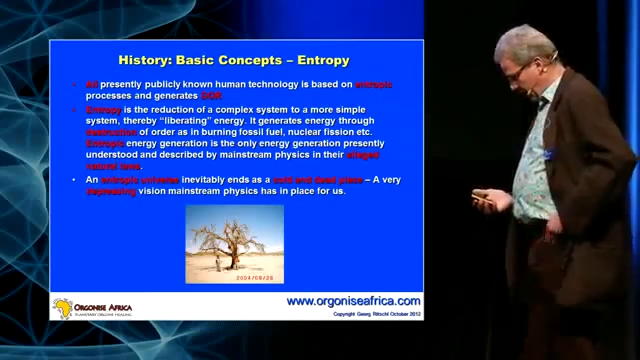 History: Basic Concepts – Entropy
- All presently publicly known human technology is based on entropic
processes and generates DOR
- Entropy is the reduction of a complex system to a more simple
system, thereby “liberating” energy. It generates energy through
destruction of order as in burning fossil fuel, nuclear fission etc.
Entropic energy generation is the only energy generation presently
understood and described by mainstream physics in their alleged
natural laws.
• An entropic universe inevitably ends as a cold and dead place – A very
depressing vision mainstream physics has in place for us.
2004/08/26
ORGONISE AFRICA
PLANETARY ORGONE HEALING
www.orgoniseafrica.com
Copyright Georg Ritschl October 2012